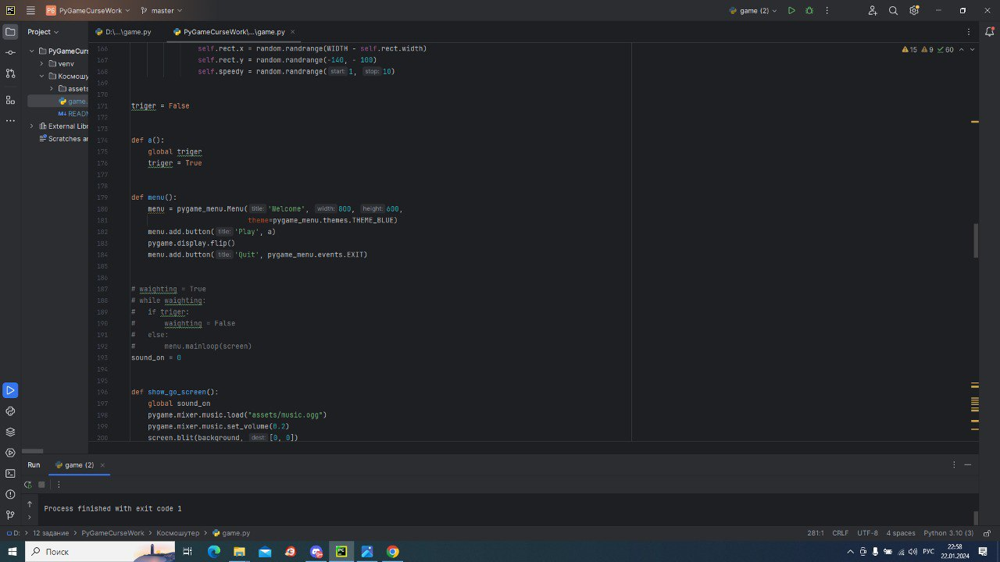 PC P6 PyGameCurseWork master game (2)
Project D:\...\game.py PyGameCurseWork\...\game.py
PyGameCurs
venv
Космошут
assets
game.
READM
External Lib
Scratches ar
15 9 60
166 self.rect.x = random.randrange(WIDTH - self.rect.width)
167 self.rect.y = random.randrange(-140, - 100)
168 self.speedy = random.randrange( start: 1, stop: 10)
169
170
171 triger = False
172
173
174 def a():
175 global triger
176 triger = True
177
178
179 def menu():
180 menu = pygame_menu.Menu( title: 'Welcome', width: 800, height: 600,
181 theme=pygame_menu.themes.THEME_BLUE)
182 menu.add.button( title: 'Play', a)
183 pygame.display.flip()
184 menu.add.button( title: 'Quit', pygame_menu.events.EXIT)
185
186
187 # waighting = True
188 # while waighting:
189 # if triger:
190 # waighting = False
191 # else:
192 # menu.mainloop(screen)
193 sound_on = 0
194
195
196 def show_go_screen():
197 global sound_on
198 pygame.mixer.music.load("assets/music.ogg")
199 pygame.mixer.music.set_volume(0.2)
200 screen.blit(background, dest: [0, 0])
Run game (2)
Process finished with exit code 1
D: 12 задание PyGameCurseWork Космошутер game.py 281:1 CRLF UTF-8 4 spaces Python 3.10 (3)
Поиск PC РУС 22:58
22.01.2024